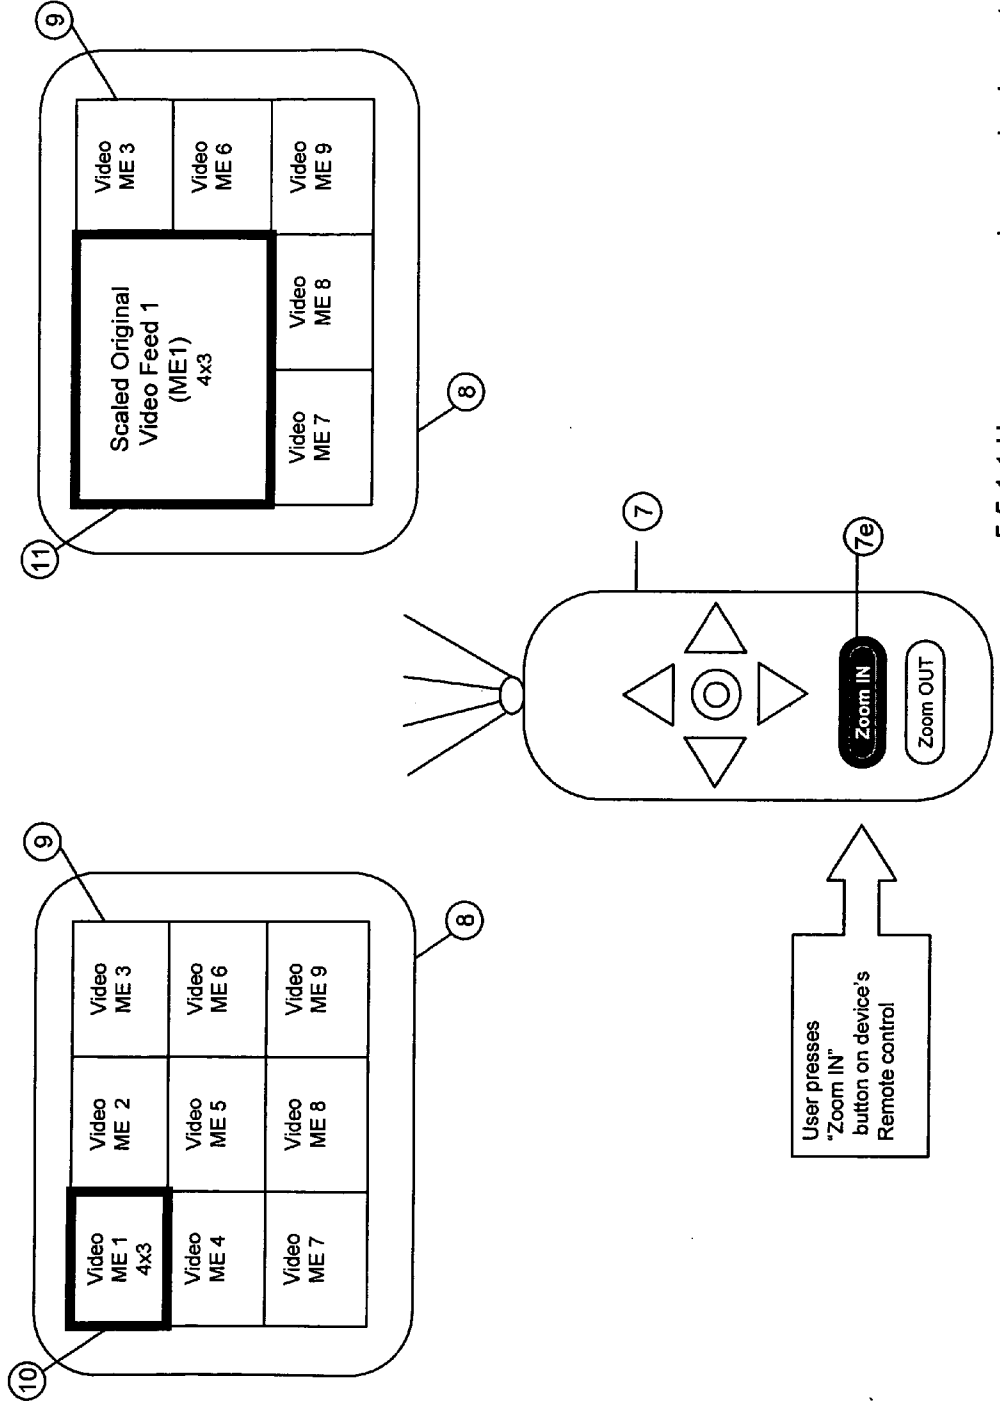 10
9
Video
ME 1
4x3
Video
ME 2
Video
ME 3
Video
ME 4
Video
ME 5
Video
ME 6
Video
ME 7
Video
ME 8
Video
ME 9
8
11
9
Scaled Original
Video Feed 1
(ME1)
4x3
Video
ME 3
Video
ME 6
Video
ME 7
Video
ME 8
Video
ME 9
8
7
User presses
"Zoom IN"
button on device's
Remote control
Zoom IN
7e
Zoom OUT